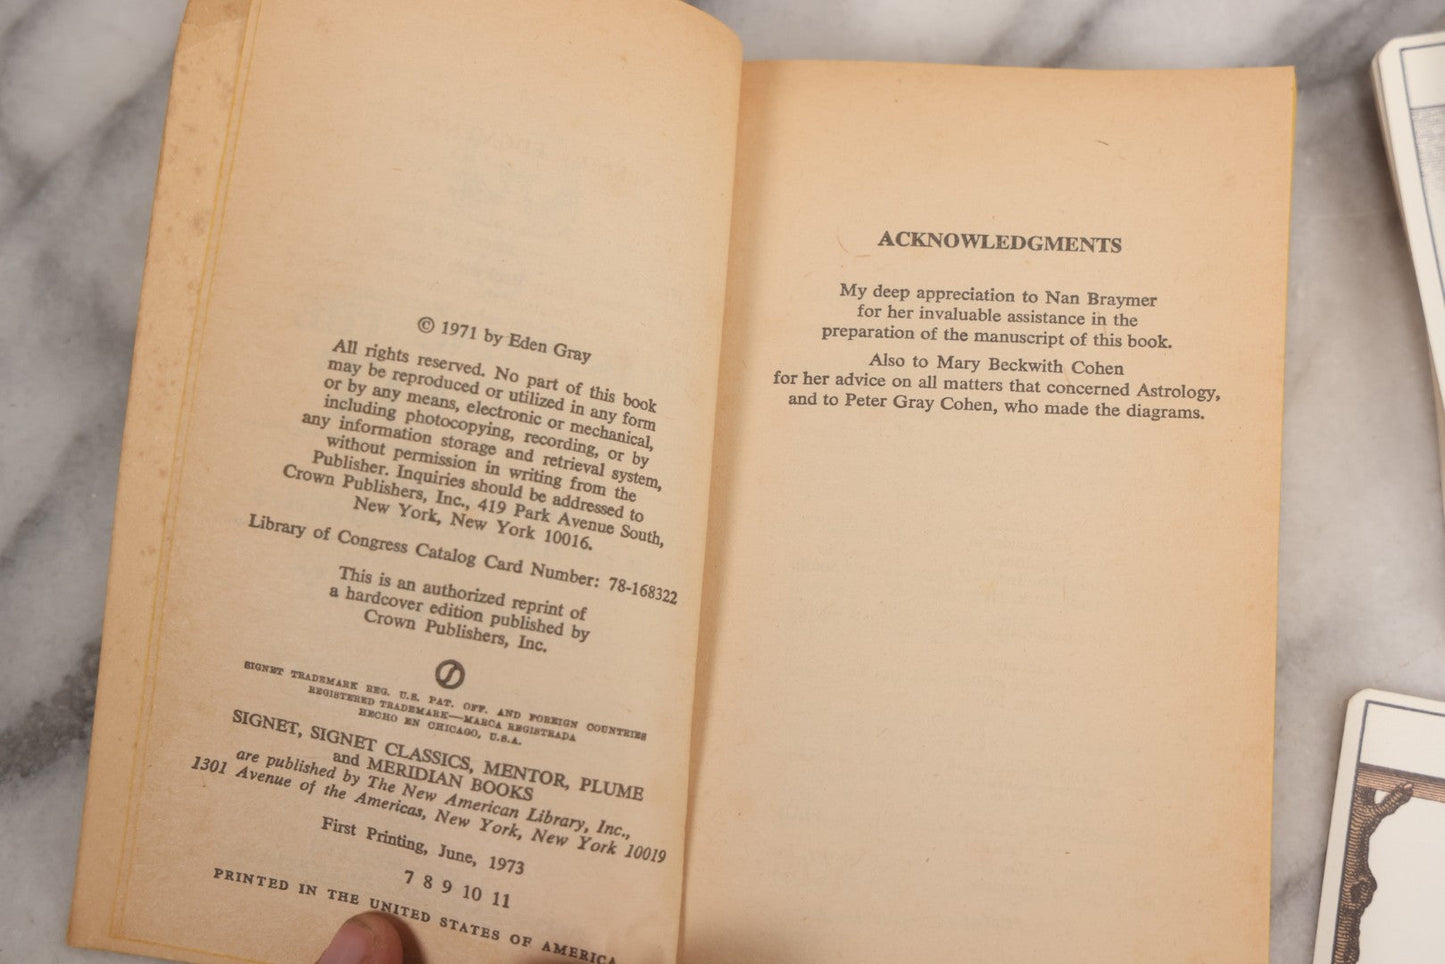 © 1971 by Eden Gray
All rights reserved. No part of this book
may be reproduced or utilized in any form
or by any means, electronic or mechanical,
including photocopying, recording, or by
any information storage and retrieval system,
without permission in writing from the
Publisher. Inquiries should be addressed to
Crown Publishers, Inc., 419 Park Avenue South,
New York, New York 10016.
Library of Congress Catalog Card Number: 78-168322
This is an authorized reprint of
a hardcover edition published by
Crown Publishers, Inc.
SIGNET TRADEMARK REG. U.S. PAT. OFF. AND FOREIGN COUNTRIES
REGISTERED TRADEMARK—MARCA REGISTRADA
HECHO EN CHICAGO, U.S.A.
SIGNET, SIGNET CLASSICS, MENTOR, PLUME
and MERIDIAN BOOKS
are published by The New American Library, Inc.,
1301 Avenue of the Americas, New York, New York 10019
First Printing, June, 1973
7 8 9 10 11
PRINTED IN THE UNITED STATES OF AMERICA
ACKNOWLEDGMENTS
My deep appreciation to Nan Braymer
for her invaluable assistance in the
preparation of the manuscript of this book.
Also to Mary Beckwith Cohen
for her advice on all matters that concerned Astrology,
and to Peter Gray Cohen, who made the diagrams.